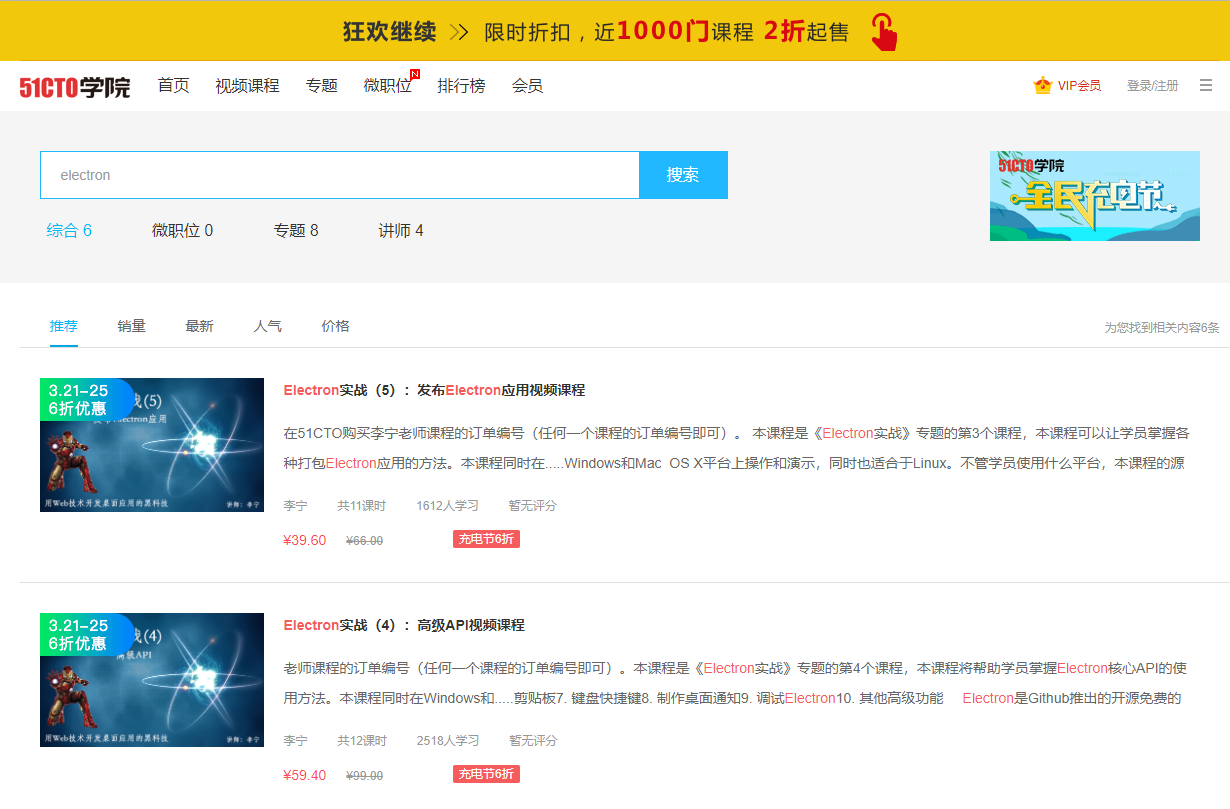 狂欢继续 >> 限时折扣，近1000门课程 2折起售
51CTO学院 首页 视频课程 专题 微职位 N 排行榜 会员 VIP会员 登录/注册
electron 搜索
51CTO学院
全民充电节
综合 6 微职位 0 专题 8 讲师 4
推荐 销量 最新 人气 价格 为您找到相关内容6条
3.21-25
6折优惠
战(5)
发布Electron应用
用Web技术开发桌面应用的黑科技 讲师：李宁
Electron实战（5）：发布Electron应用视频课程
在51CTO购买李宁老师课程的订单编号（任何一个课程的订单编号即可）。 本课程是《Electron实战》专题的第3个课程，本课程可以让学员掌握各
种打包Electron应用的方法。本课程同时在.....Windows和Mac OS X平台上操作和演示，同时也适合于Linux。不管学员使用什么平台，本课程的源
李宁 共11课时 1612人学习 暂无评分
¥39.60 ¥66.00 充电节6折
3.21-25
6折优惠
战(4)
高级API
用Web技术开发桌面应用的黑科技 讲师：李宁
Electron实战（4）：高级API视频课程
老师课程的订单编号（任何一个课程的订单编号即可）。本课程是《Electron实战》专题的第4个课程，本课程将帮助学员掌握Electron核心API的使
用方法。本课程同时在Windows和.....剪贴板7. 键盘快捷键8. 制作桌面通知9. 调试Electron10. 其他高级功能 Electron是Github推出的开源免费的
李宁 共12课时 2518人学习 暂无评分
¥59.40 ¥99.00 充电节6折